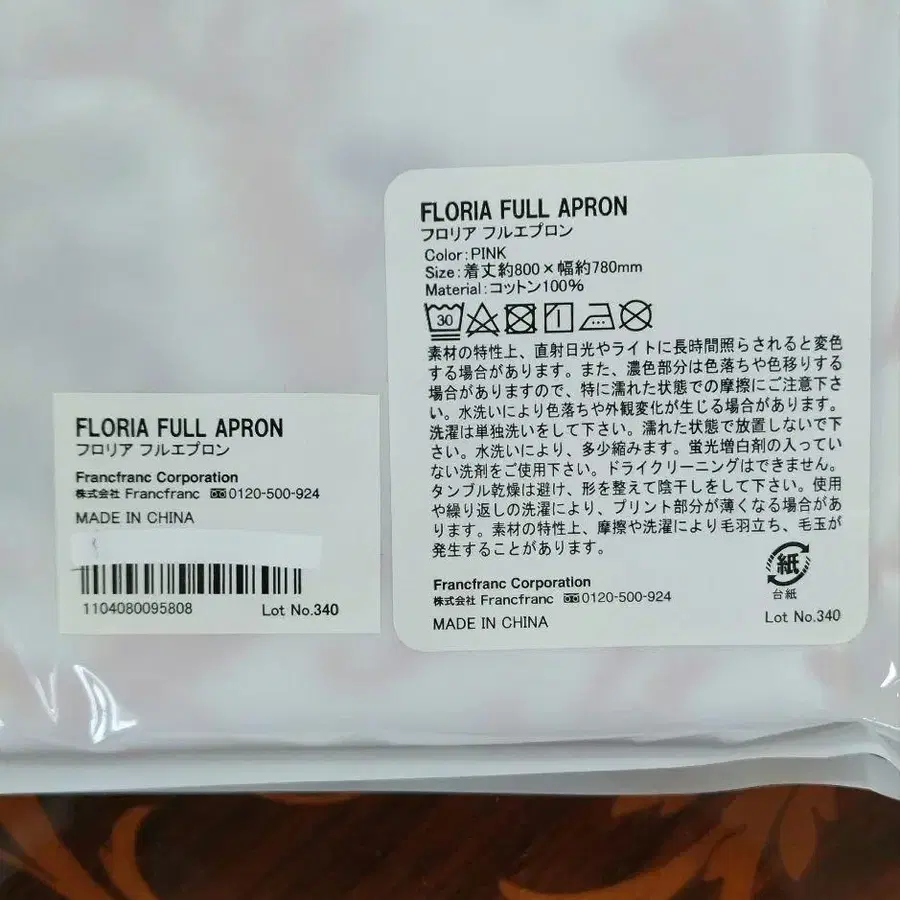 FLORIA FULL APRON
フロリア フルエプロン
Color:PINK
Size:着丈約800×幅約780mm
Material:コットン100%
30
素材の特性上、直射日光やライトに長時間照らされると変色
する場合があります。また、濃色部分は色落ちや色移りする
場合がありますので、特に濡れた状態での摩擦にご注意下さ
い。水洗いにより色落ちや外観変化が生じる場合があります。
洗濯は単独洗いをして下さい。濡れた状態で放置しないで下
さい。水洗いにより、多少縮みます。蛍光増白剤の入ってい
ない洗剤をご使用下さい。ドライクリーニングはできません。
タンブル乾燥は避け、形を整えて陰干しをして下さい。使用
や繰り返しの洗濯により、プリント部分が薄くなる場合があ
ります。素材の特性上、摩擦や洗濯により毛羽立ち、毛玉が
発生することがあります。
Francfranc Corporation
株式会社 Francfranc 0120-500-924
MADE IN CHINA
紙
台紙
Lot No.340
FLORIA FULL APRON
フロリア フルエプロン
Francfranc Corporation
株式会社 Francfranc 0120-500-924
MADE IN CHINA
1104080095808
Lot No.340